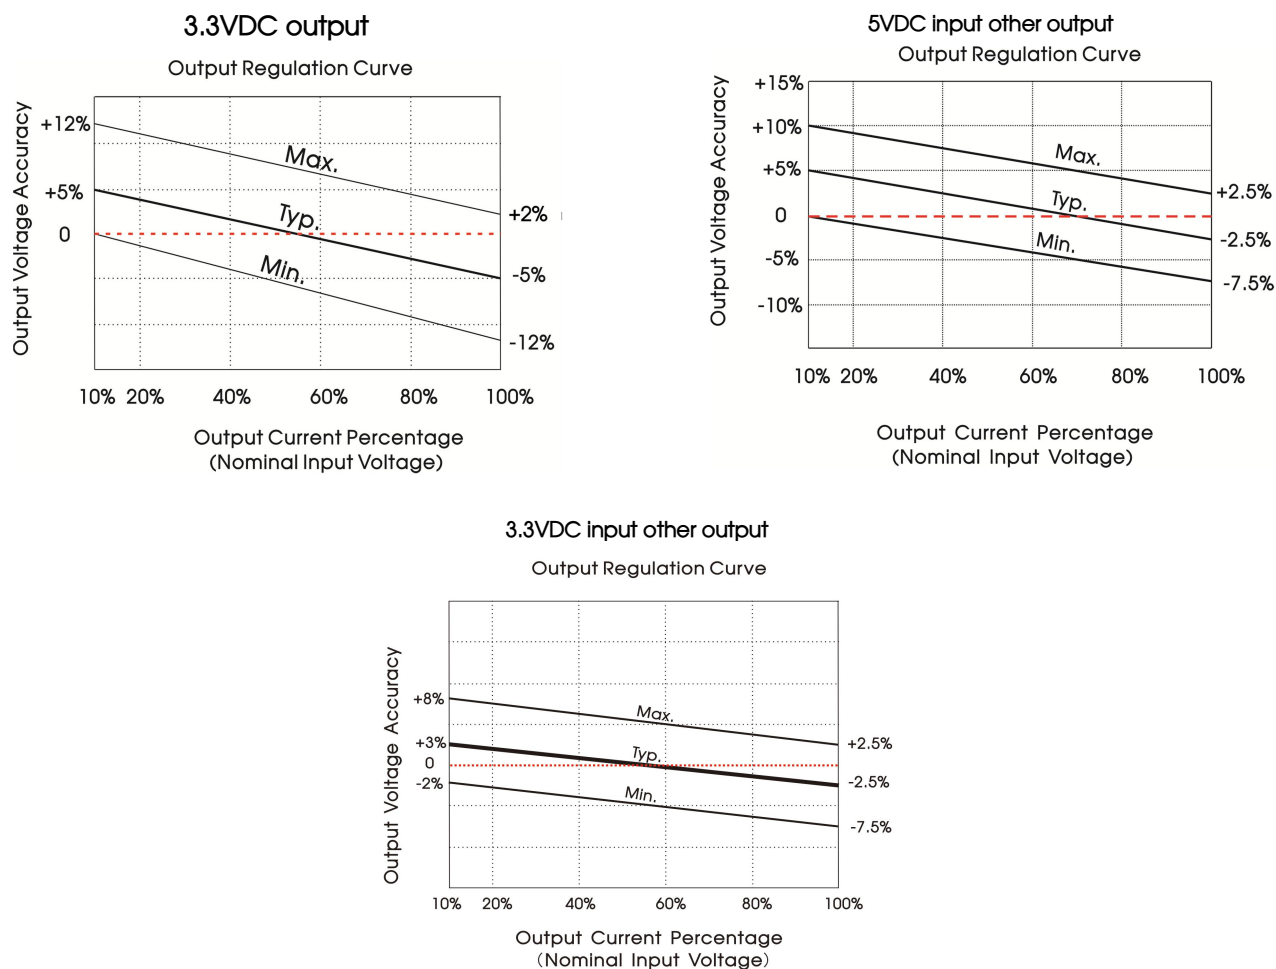 3.3VDC output
Output Regulation Curve
Output Voltage Accuracy
+12%
+5%
0
Max.
Typ.
Min.
+2%
-5%
-12%
10% 20% 40% 60% 80% 100%
Output Current Percentage
(Nominal Input Voltage)
5VDC input other output
Output Regulation Curve
Output Voltage Accuracy
+15%
+10%
+5%
0
-5%
-10%
Max.
Typ.
Min.
+2.5%
-2.5%
-7.5%
10% 20% 40% 60% 80% 100%
Output Current Percentage
(Nominal Input Voltage)
3.3VDC input other output
Output Regulation Curve
Output Voltage Accuracy
+8%
+3%
0
-2%
Max.
Typ.
Min.
+2.5%
-2.5%
-7.5%
10% 20% 40% 60% 80% 100%
Output Current Percentage
（Nominal Input Voltage）